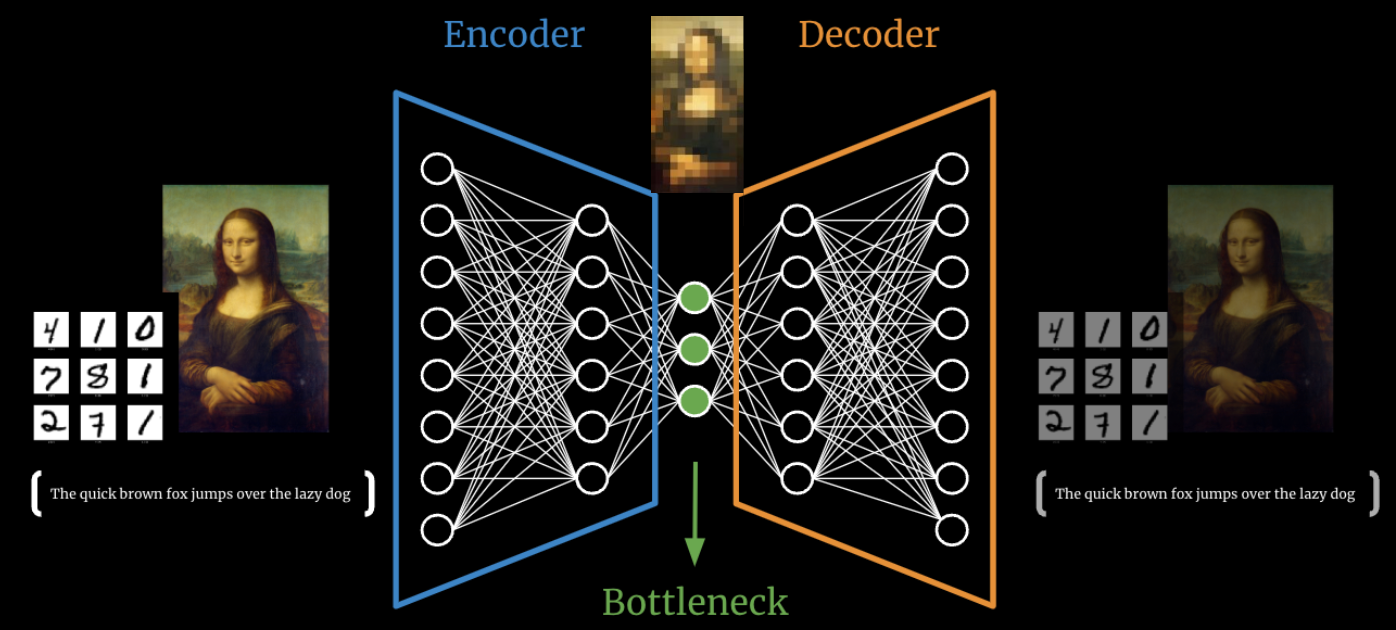 Encoder
Decoder
4 1 0
7 8 1
2 7 1
The quick brown fox jumps over the lazy dog
4 1 0
7 8 1
2 7 1
The quick brown fox jumps over the lazy dog
Bottleneck